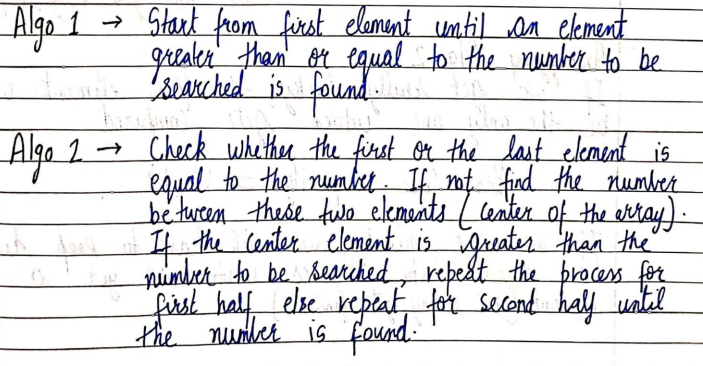 Algo 1 → Start from first element until an element
greater than or equal to the number to be
searched is found
Algo 2 → Check whether the first or the last element is
equal to the number. If not find the number
between these two elements (center of the array).
If the center element is greater than the
number to be searched, repeat the process for
first half else repeat for second half until
the number is found.